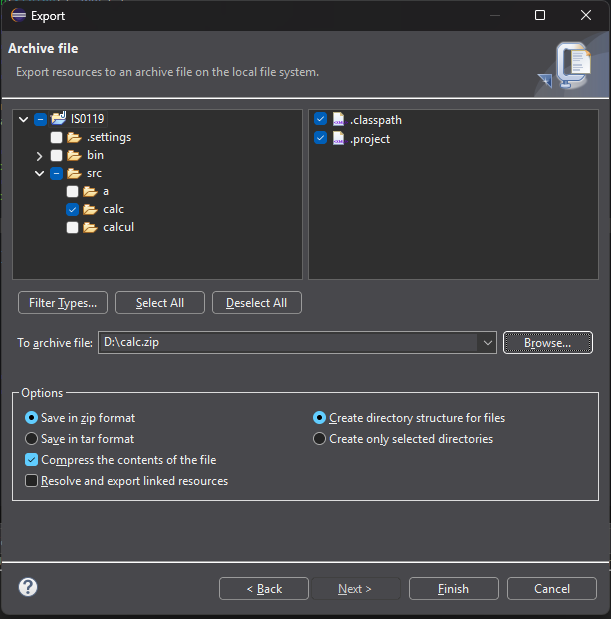 Export
Archive file
Export resources to an archive file on the local file system.
IS0119
.settings
bin
src
a
calc
calcul
.classpath
.project
Filter Types...
Select All
Deselect All
To archive file:
D:\calc.zip
Browse...
Options
Save in zip format
Save in tar format
Compress the contents of the file
Resolve and export linked resources
Create directory structure for files
Create only selected directories
?
< Back
Next >
Finish
Cancel